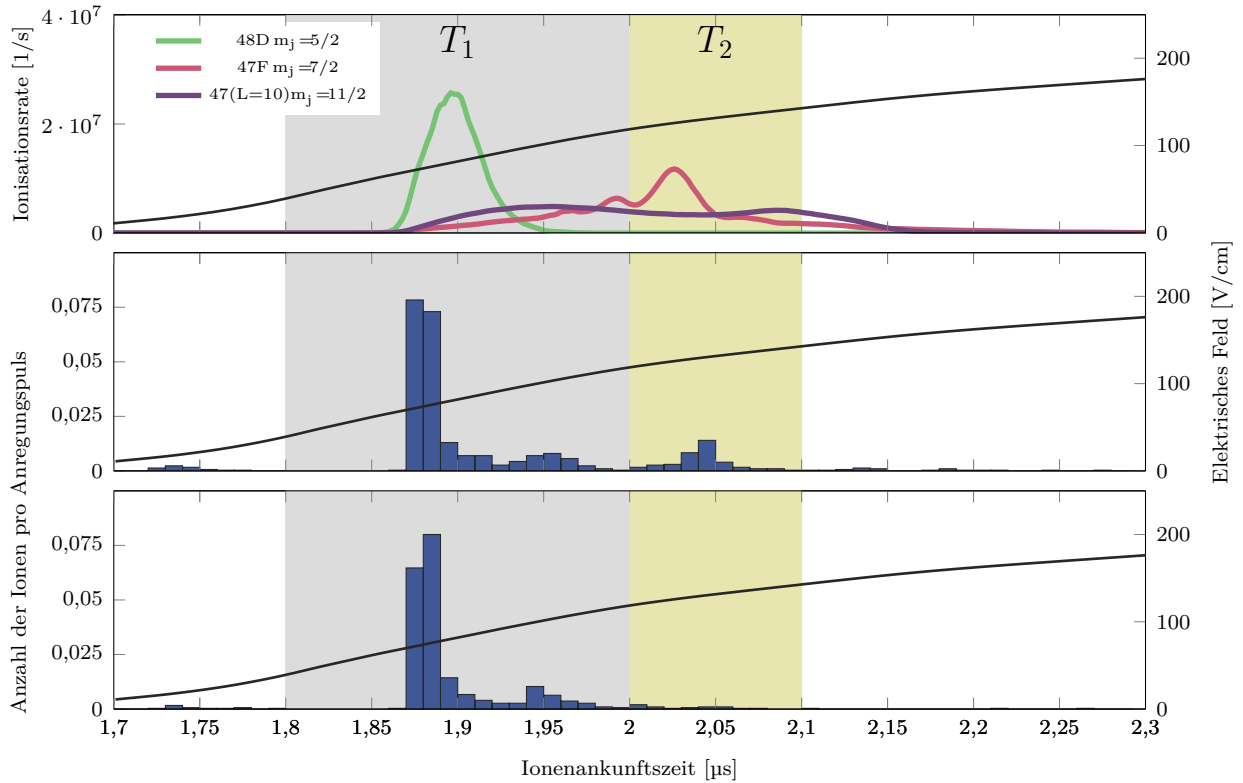 4 · 10⁷
2 · 10⁷
0
Ionisationsrate [1/s]
48D mⱼ=5/2
47F mⱼ=7/2
47(L=10)mⱼ=11/2
T₁
T₂
200
100
0
0,075
0,05
0,025
0
200
100
0
Anzahl der Ionen pro Anregungspuls
Elektrisches Feld [V/cm]
0,075
0,05
0,025
0
200
100
0
1,7 1,75 1,8 1,85 1,9 1,95 2 2,05 2,1 2,15 2,2 2,25 2,3
Ionenankunftszeit [µs]